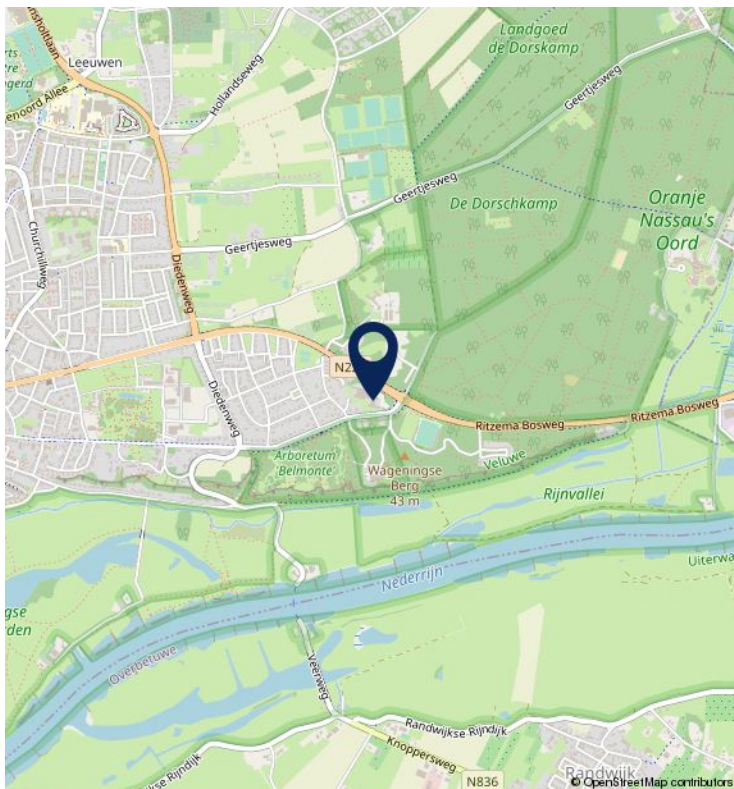 Landgoed
de Dorskamp
Leeuwen
Hollandseweg
Geertjesweg
Geertjesweg
De Dorschkamp
Oranje
Nassau's
Oord
Churchillweg
Geertjesweg
Diedenweg
Diedenweg
Ritzema Bosweg
Ritzema Bosweg
Arboretum
Belmonte
Wageningse
Berg
43 m
Veluwe
Rijnvallei
Nederrijn
Overbetuwe
Veerweg
Randwijkse Rijndijk
Knoppersweg
N836
Randwijk
© OpenStreetMap contributors